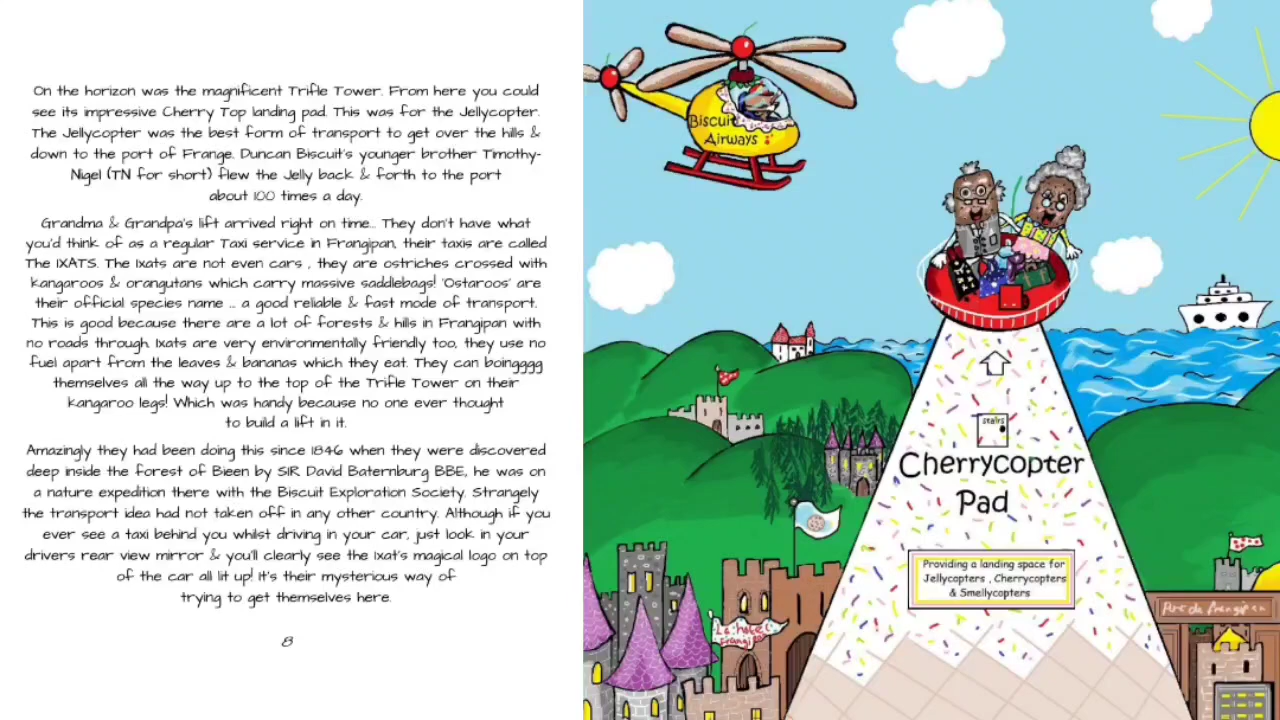 On the horizon was the magnificent Trifle Tower. From here you could
see its impressive Cherry Top landing pad. This was for the Jellycopter.
The Jellycopter was the best form of transport to get over the hills &
down to the port of Frange. Duncan Biscuit's younger brother Timothy-
Nigel (TN for short) flew the Jelly back & forth to the port
about 100 times a day.
Grandma & Grandpa's lift arrived right on time... They don't have what
you'd think of as a regular Taxi service in Frangipan, their taxis are called
The IXATS. The Ixats are not even cars , they are ostriches crossed with
kangaroos & orangutans which carry massive saddlebags! 'Ostaroos' are
their official species name ... a good reliable & fast mode of transport.
This is good because there are a lot of forests & hills in Frangipan with
no roads through. Ixats are very environmentally friendly too, they use no
fuel apart from the leaves & bananas which they eat. They can boingggg
themselves all the way up to the top of the Trifle Tower on their
kangaroo legs! Which was handy because no one ever thought
to build a lift in it.
Amazingly they had been doing this since 1846 when they were discovered
deep inside the forest of Bieen by SIR David Baternburg BBE, he was on
a nature expedition there with the Biscuit Exploration Society. Strangely
the transport idea had not taken off in any other country. Although if you
ever see a taxi behind you whilst driving in your car, just look in your
drivers rear view mirror & you'll clearly see the Ixat's magical logo on top
of the car all lit up! It's their mysterious way of
trying to get themselves here.
8
Biscuit
Airways
stairs
Cherrycopter
Pad
Providing a landing space for
Jellycopters , Cherrycopters
& Smellycopters
La hotel
frangi
de frangipan